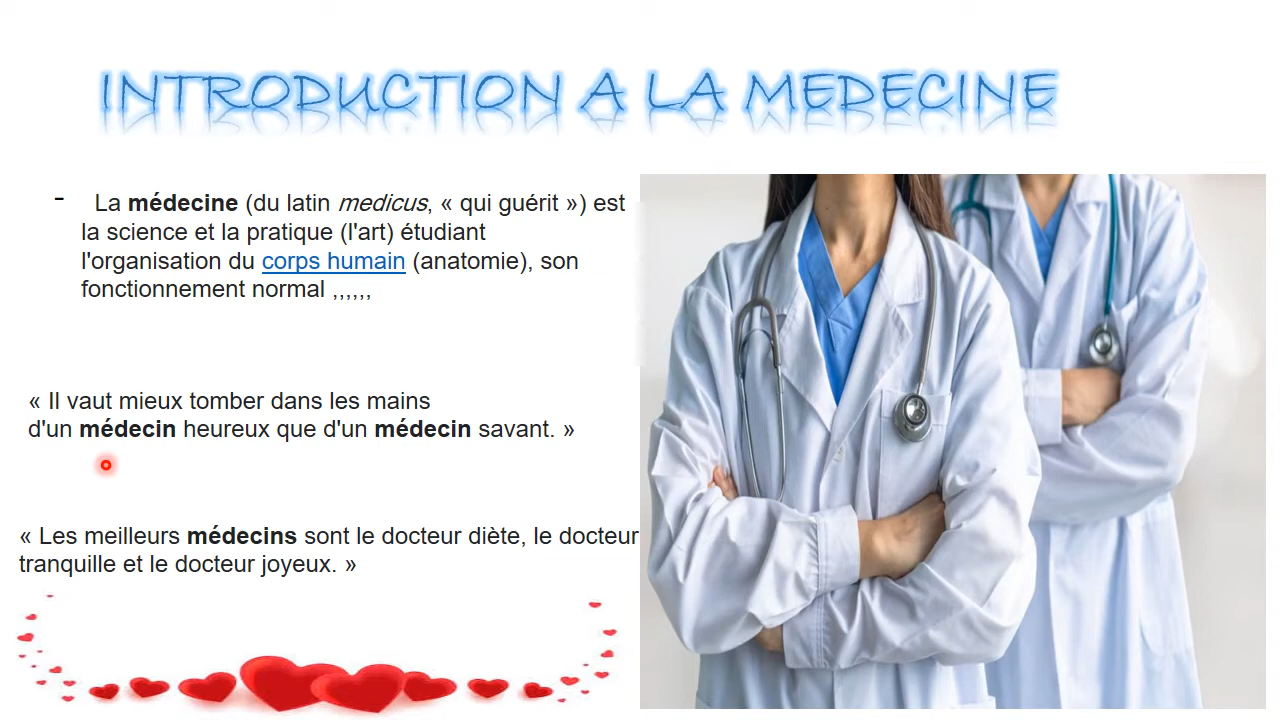 INTRODUCTION A LA MEDECINE
- La médecine (du latin medicus, « qui guérit ») est
la science et la pratique (l'art) étudiant
l'organisation du corps humain (anatomie), son
fonctionnement normal ,,,,,,
« Il vaut mieux tomber dans les mains
d'un médecin heureux que d'un médecin savant. »
« Les meilleurs médecins sont le docteur diète, le docteur
tranquille et le docteur joyeux. »